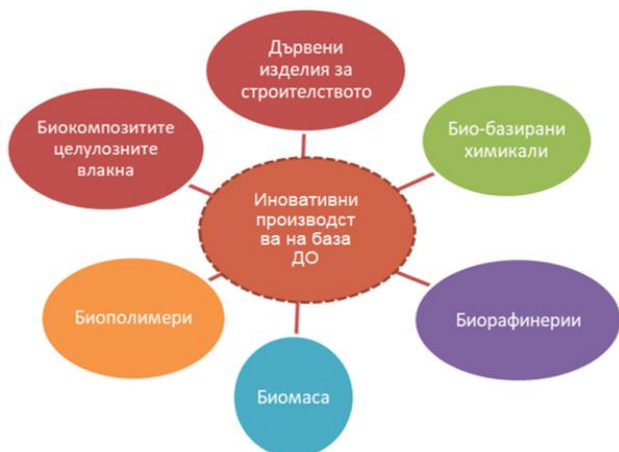 Дървени
изделия за
строителството
Биокомпозитите
целулозните
влакна
Био-базирани
химикали
Иновативни
производст
ва на база
ДО
Биополимери
Биорафинерии
Биомаса